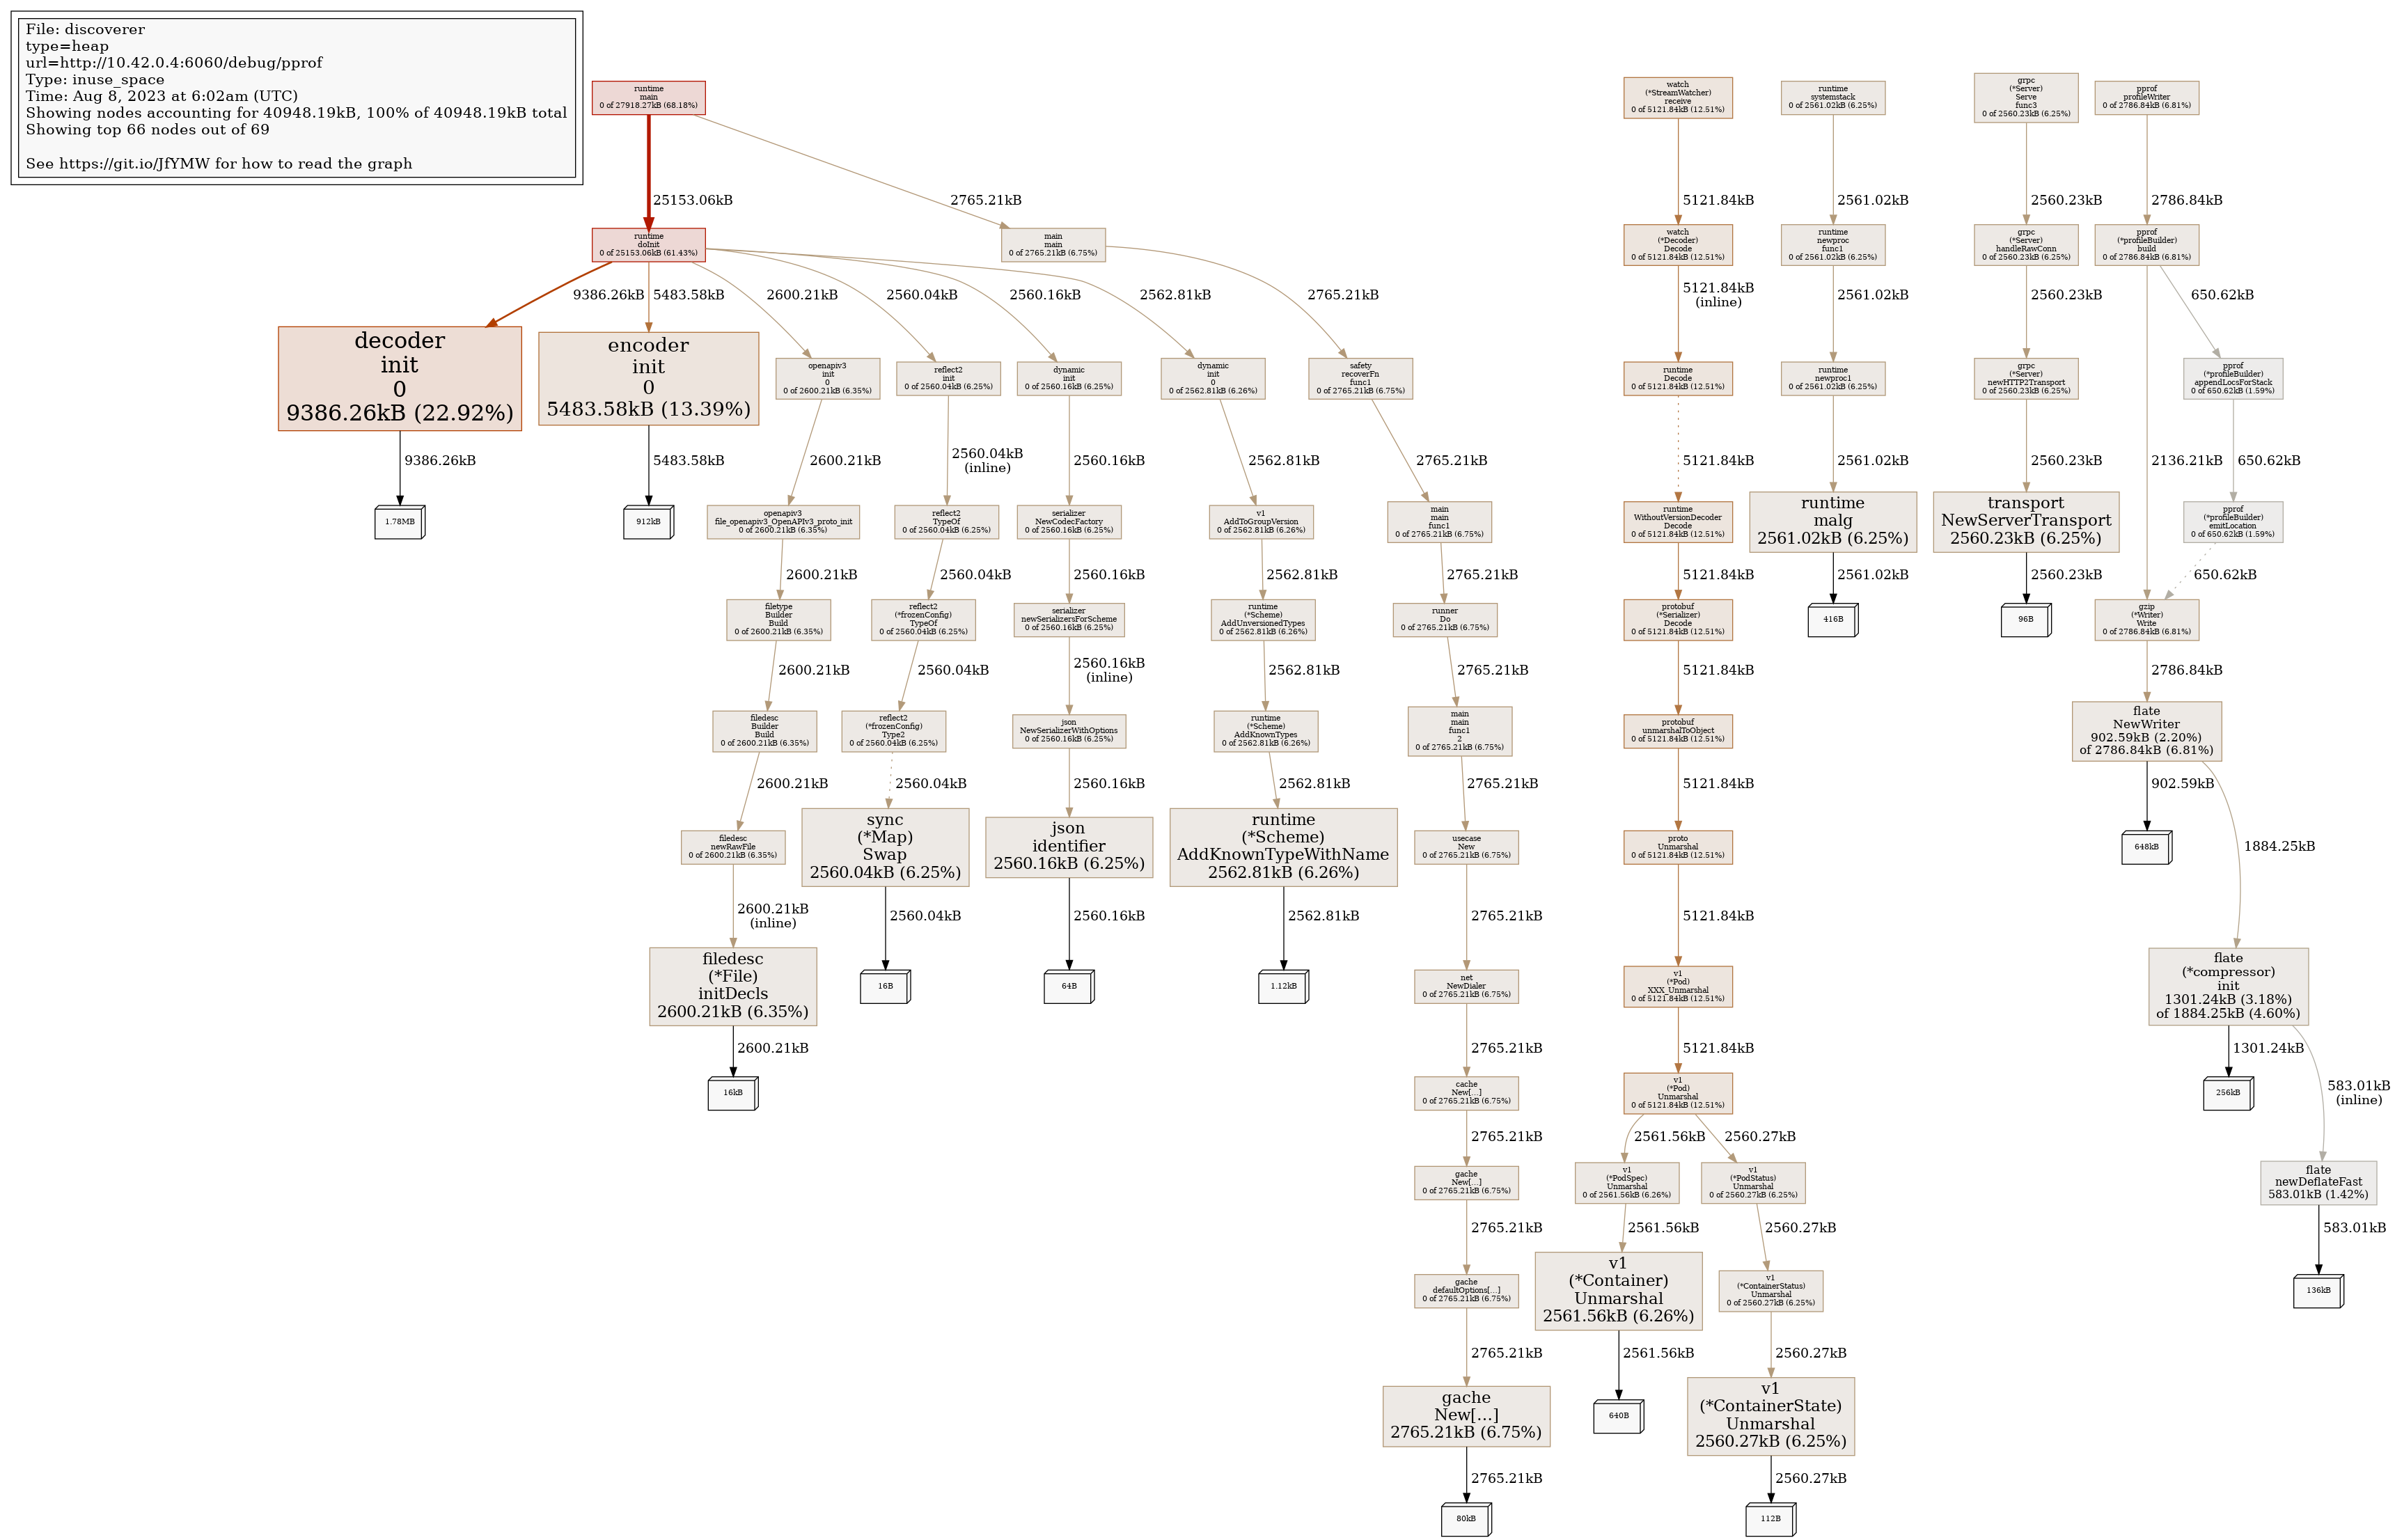 File: discoverer
type=heap
url=http://10.42.0.4:6060/debug/pprof
Type: inuse_space
Time: Aug 8, 2023 at 6:02am (UTC)
Showing nodes accounting for 40948.19kB, 100% of 40948.19kB total
Showing top 66 nodes out of 69
See https://git.io/JfYMW for how to read the graph
runtime
main
0 of 27918.27kB (68.18%)
watch
(*StreamWatcher)
receive
0 of 5121.84kB (12.51%)
runtime
systemstack
0 of 2561.02kB (6.25%)
grpc
(*Server)
Serve
func3
0 of 2560.23kB (6.25%)
pprof
profileWriter
0 of 2786.84kB (6.81%)
25153.06kB
2765.21kB
5121.84kB
2561.02kB
2560.23kB
2786.84kB
runtime
doInit
0 of 25153.06kB (61.43%)
main
main
0 of 2765.21kB (6.75%)
watch
(*Decoder)
Decode
0 of 5121.84kB (12.51%)
runtime
newproc
func1
0 of 2561.02kB (6.25%)
grpc
(*Server)
handleRawConn
0 of 2560.23kB (6.25%)
pprof
(*profileBuilder)
build
0 of 2786.84kB (6.81%)
9386.26kB
5483.58kB
2600.21kB
2560.04kB
2560.16kB
2562.81kB
2765.21kB
5121.84kB
(inline)
2561.02kB
2560.23kB
650.62kB
decoder
init
0
9386.26kB (22.92%)
encoder
init
0
5483.58kB (13.39%)
openapiv3
init
0
0 of 2600.21kB (6.35%)
reflect2
init
0 of 2560.04kB (6.25%)
dynamic
init
0 of 2560.16kB (6.25%)
dynamic
init
0
0 of 2562.81kB (6.26%)
safety
recoverFn
func1
0 of 2765.21kB (6.75%)
runtime
Decode
0 of 5121.84kB (12.51%)
runtime
newproc1
0 of 2561.02kB (6.25%)
grpc
(*Server)
newHTTP2Transport
0 of 2560.23kB (6.25%)
pprof
(*profileBuilder)
appendLocsForStack
0 of 650.62kB (1.59%)
9386.26kB
5483.58kB
2600.21kB
2560.04kB
(inline)
2560.16kB
2562.81kB
2765.21kB
5121.84kB
2561.02kB
2560.23kB
2136.21kB
650.62kB
1.78MB
912kB
openapiv3
file_openapiv3_OpenAPIv3_proto_init
0 of 2600.21kB (6.35%)
reflect2
TypeOf
0 of 2560.04kB (6.25%)
serializer
NewCodecFactory
0 of 2560.16kB (6.25%)
v1
AddToGroupVersion
0 of 2562.81kB (6.26%)
main
main
func1
0 of 2765.21kB (6.75%)
runtime
WithoutVersionDecoder
Decode
0 of 5121.84kB (12.51%)
runtime
malg
2561.02kB (6.25%)
transport
NewServerTransport
2560.23kB (6.25%)
pprof
(*profileBuilder)
emitLocation
0 of 650.62kB (1.59%)
2600.21kB
2560.04kB
2560.16kB
2562.81kB
2765.21kB
5121.84kB
2561.02kB
2560.23kB
650.62kB
filetype
Builder
Build
0 of 2600.21kB (6.35%)
reflect2
(*frozenConfig)
TypeOf
0 of 2560.04kB (6.25%)
serializer
newSerializersForScheme
0 of 2560.16kB (6.25%)
runtime
(*Scheme)
AddUnversionedTypes
0 of 2562.81kB (6.26%)
runner
Do
0 of 2765.21kB (6.75%)
protobuf
(*Serializer)
Decode
0 of 5121.84kB (12.51%)
416B
96B
gzip
(*Writer)
Write
0 of 2786.84kB (6.81%)
2600.21kB
2560.04kB
2560.16kB
(inline)
2562.81kB
2765.21kB
5121.84kB
2786.84kB
filedesc
Builder
Build
0 of 2600.21kB (6.35%)
reflect2
(*frozenConfig)
Type2
0 of 2560.04kB (6.25%)
json
NewSerializerWithOptions
0 of 2560.16kB (6.25%)
runtime
(*Scheme)
AddKnownTypes
0 of 2562.81kB (6.26%)
main
main
func1
2
0 of 2765.21kB (6.75%)
protobuf
unmarshalToObject
0 of 5121.84kB (12.51%)
flate
NewWriter
902.59kB (2.20%)
of 2786.84kB (6.81%)
2600.21kB
2560.04kB
2560.16kB
2562.81kB
2765.21kB
5121.84kB
902.59kB
1884.25kB
filedesc
newRawFile
0 of 2600.21kB (6.35%)
sync
(*Map)
Swap
2560.04kB (6.25%)
json
identifier
2560.16kB (6.25%)
runtime
(*Scheme)
AddKnownTypeWithName
2562.81kB (6.26%)
usecase
New
0 of 2765.21kB (6.75%)
proto
Unmarshal
0 of 5121.84kB (12.51%)
648kB
2600.21kB
(inline)
2560.04kB
2560.16kB
2562.81kB
2765.21kB
5121.84kB
filedesc
(*File)
initDecls
2600.21kB (6.35%)
16B
64B
1.12kB
net
NewDialer
0 of 2765.21kB (6.75%)
v1
(*Pod)
XXX_Unmarshal
0 of 5121.84kB (12.51%)
flate
(*compressor)
init
1301.24kB (3.18%)
of 1884.25kB (4.60%)
2600.21kB
2765.21kB
5121.84kB
1301.24kB
583.01kB
(inline)
16kB
cache
New[...]
0 of 2765.21kB (6.75%)
v1
(*Pod)
Unmarshal
0 of 5121.84kB (12.51%)
256kB
2765.21kB
2561.56kB
2560.27kB
gache
New[...]
0 of 2765.21kB (6.75%)
v1
(*PodSpec)
Unmarshal
0 of 2561.56kB (6.26%)
v1
(*PodStatus)
Unmarshal
0 of 2560.27kB (6.25%)
flate
newDeflateFast
583.01kB (1.42%)
2765.21kB
2561.56kB
2560.27kB
583.01kB
gache
defaultOptions[...]
0 of 2765.21kB (6.75%)
v1
(*Container)
Unmarshal
2561.56kB (6.26%)
v1
(*ContainerStatus)
Unmarshal
0 of 2560.27kB (6.25%)
136kB
2765.21kB
2561.56kB
2560.27kB
gache
New[...]
2765.21kB (6.75%)
640B
v1
(*ContainerState)
Unmarshal
2560.27kB (6.25%)
2765.21kB
2560.27kB
80kB
112B